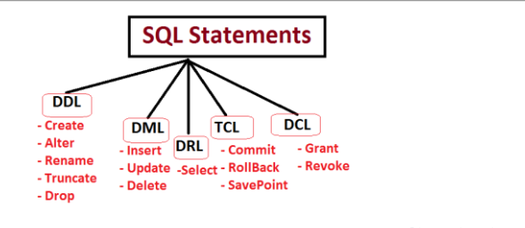 SQL Statements
DDL
- Create
- Alter
- Rename
- Truncate
- Drop
DML
- Insert
- Update
- Delete
DRL
-Select
TCL
- Commit
- RollBack
- SavePoint
DCL
- Grant
- Revoke